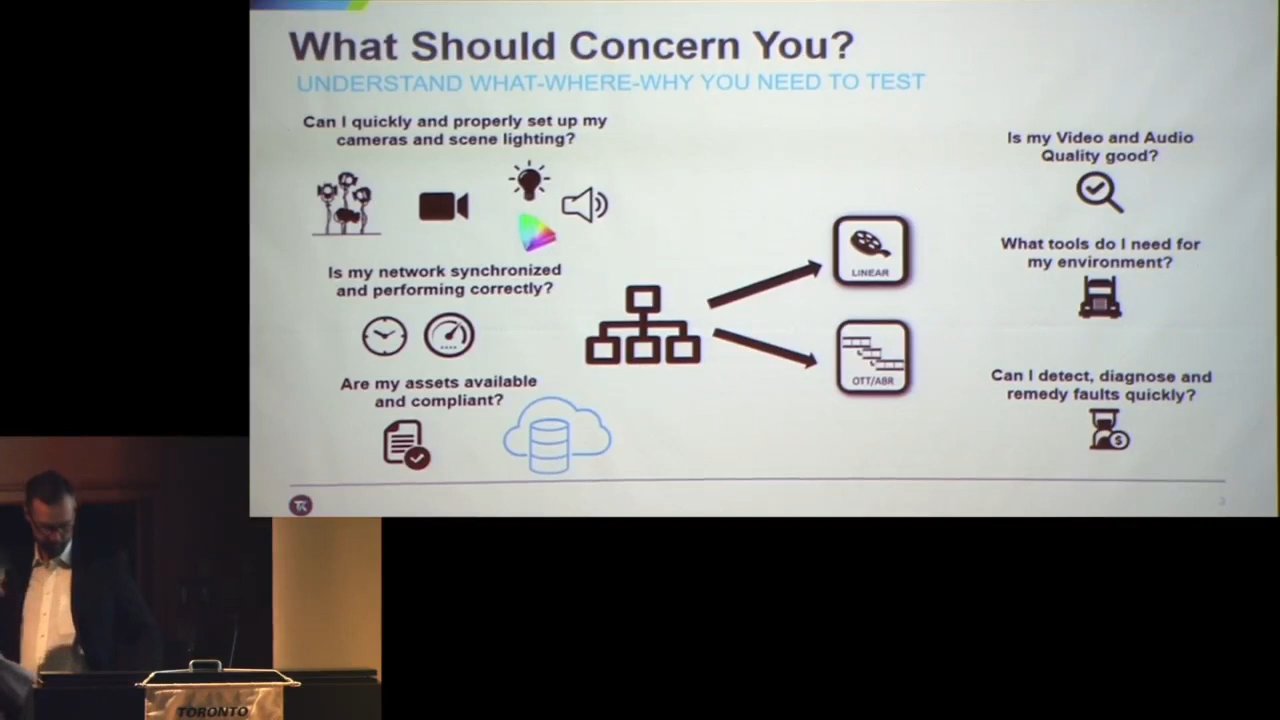 What Should Concern You?
UNDERSTAND WHAT-WHERE-WHY YOU NEED TO TEST
Can I quickly and properly set up my
cameras and scene lighting?
Is my network synchronized
and performing correctly?
Are my assets available
and compliant?
LINEAR
OTT/ABR
Is my Video and Audio
Quality good?
What tools do I need for
my environment?
Can I detect, diagnose and
remedy faults quickly?
$
TORONTO